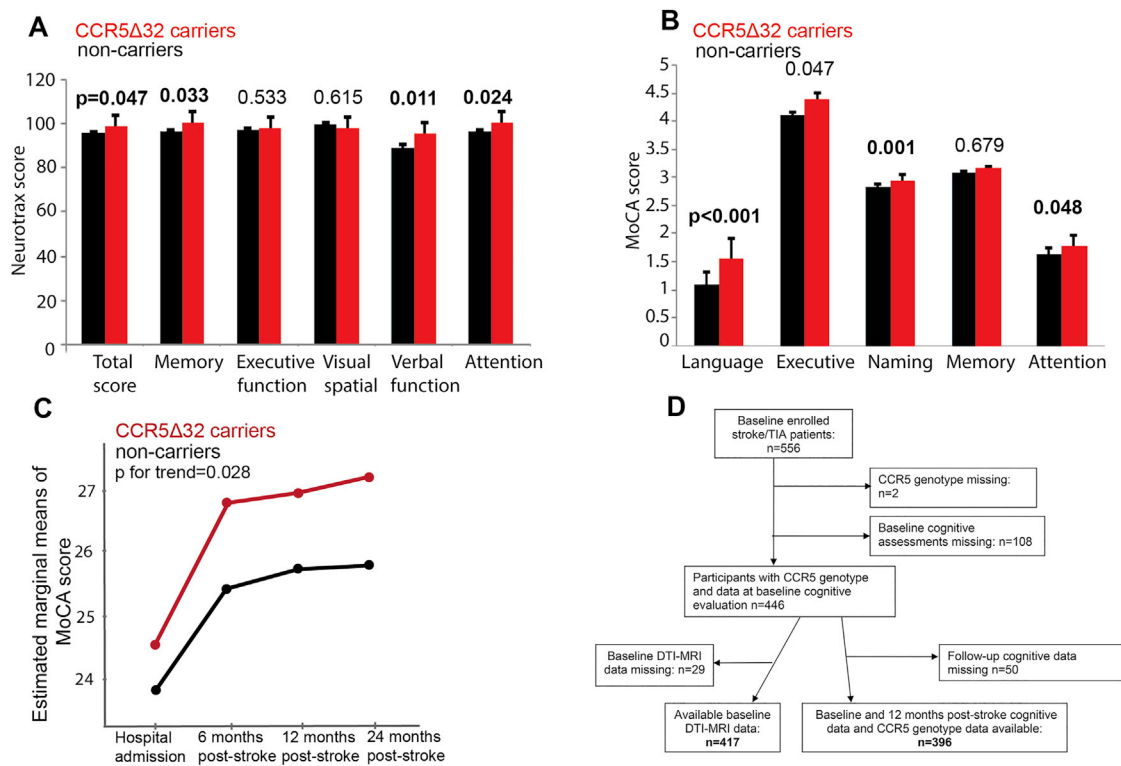 A
CCR5Δ32 carriers
non-carriers
Neurotrax score
120
100
80
60
40
20
0
p=0.047 0.033 0.533 0.615 0.011 0.024
Total score
Memory
Executive function
Visual spatial
Verbal function
Attention
B
CCR5Δ32 carriers
non-carriers
MoCA score
5
4.5
4
3.5
3
2.5
2
1.5
1
0.5
0
p<0.001
0.047
0.001
0.679
0.048
Language Executive Naming Memory Attention
C
CCR5Δ32 carriers
non-carriers
p for trend=0.028
Estimated marginal means of
MoCA score
27
26
25
24
Hospital
admission
6 months
post-stroke
12 months
post-stroke
24 months
post-stroke
D
Baseline enrolled
stroke/TIA patients:
n=556
CCR5 genotype missing:
n=2
Baseline cognitive
assessments missing: n=108
Participants with CCR5 genotype
and data at baseline cognitive
evaluation n=446
Baseline DTI-MRI
data missing: n=29
Follow-up cognitive data
missing n=50
Available baseline
DTI-MRI data:
n=417
Baseline and 12 months post-stroke cognitive
data and CCR5 genotype data available:
n=396